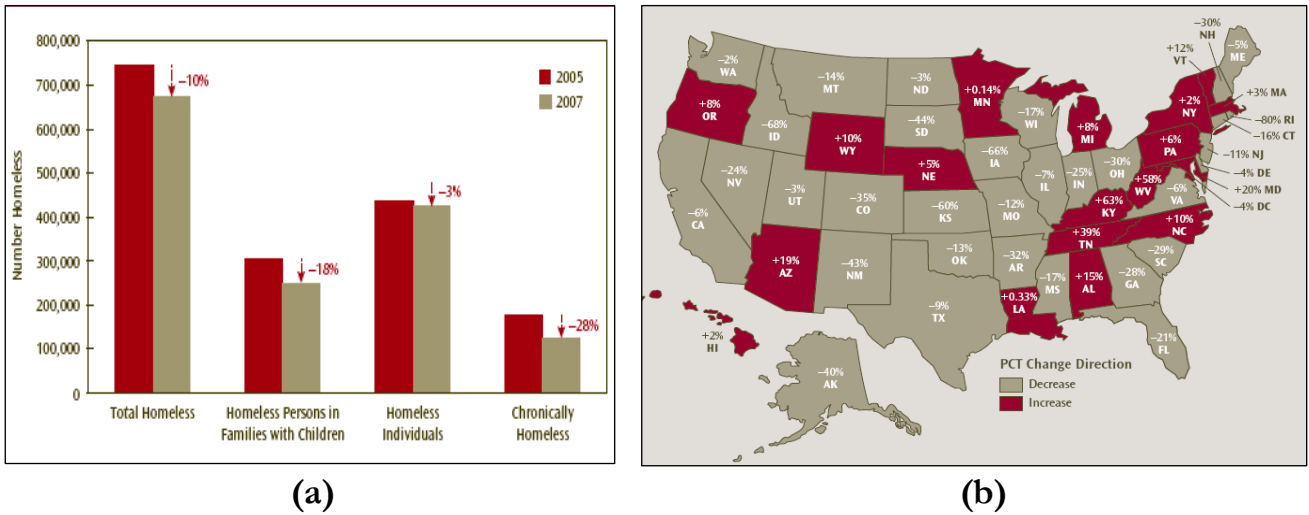 800,000
700,000
600,000
500,000
400,000
300,000
200,000
100,000
0
Number Homeless
–10%
–18%
–3%
–28%
2005
2007
Total Homeless
Homeless Persons in
Families with Children
Homeless
Individuals
Chronically
Homeless
(a)
–2%
WA
+8%
OR
–6%
CA
–68%
ID
–24%
NV
–14%
MT
+10%
WY
–3%
UT
+19%
AZ
–35%
CO
–43%
NM
–3%
ND
–44%
SD
+5%
NE
–60%
KS
–13%
OK
–9%
TX
+0.14%
MN
–66%
IA
–12%
MO
–32%
AR
+0.33%
LA
–17%
WI
–7%
IL
+8%
MI
–25%
IN
–30%
OH
+63%
KY
+39%
TN
–17%
MS
+15%
AL
–28%
GA
–21%
FL
–29%
SC
+10%
NC
–6%
VA
+58%
WV
+6%
PA
+2%
NY
+12%
VT
–30%
NH
–5%
ME
+3% MA
–80% RI
–16% CT
–11% NJ
–4% DE
+20% MD
–4% DC
+2%
HI
–40%
AK
PCT Change Direction
Decrease
Increase
(b)